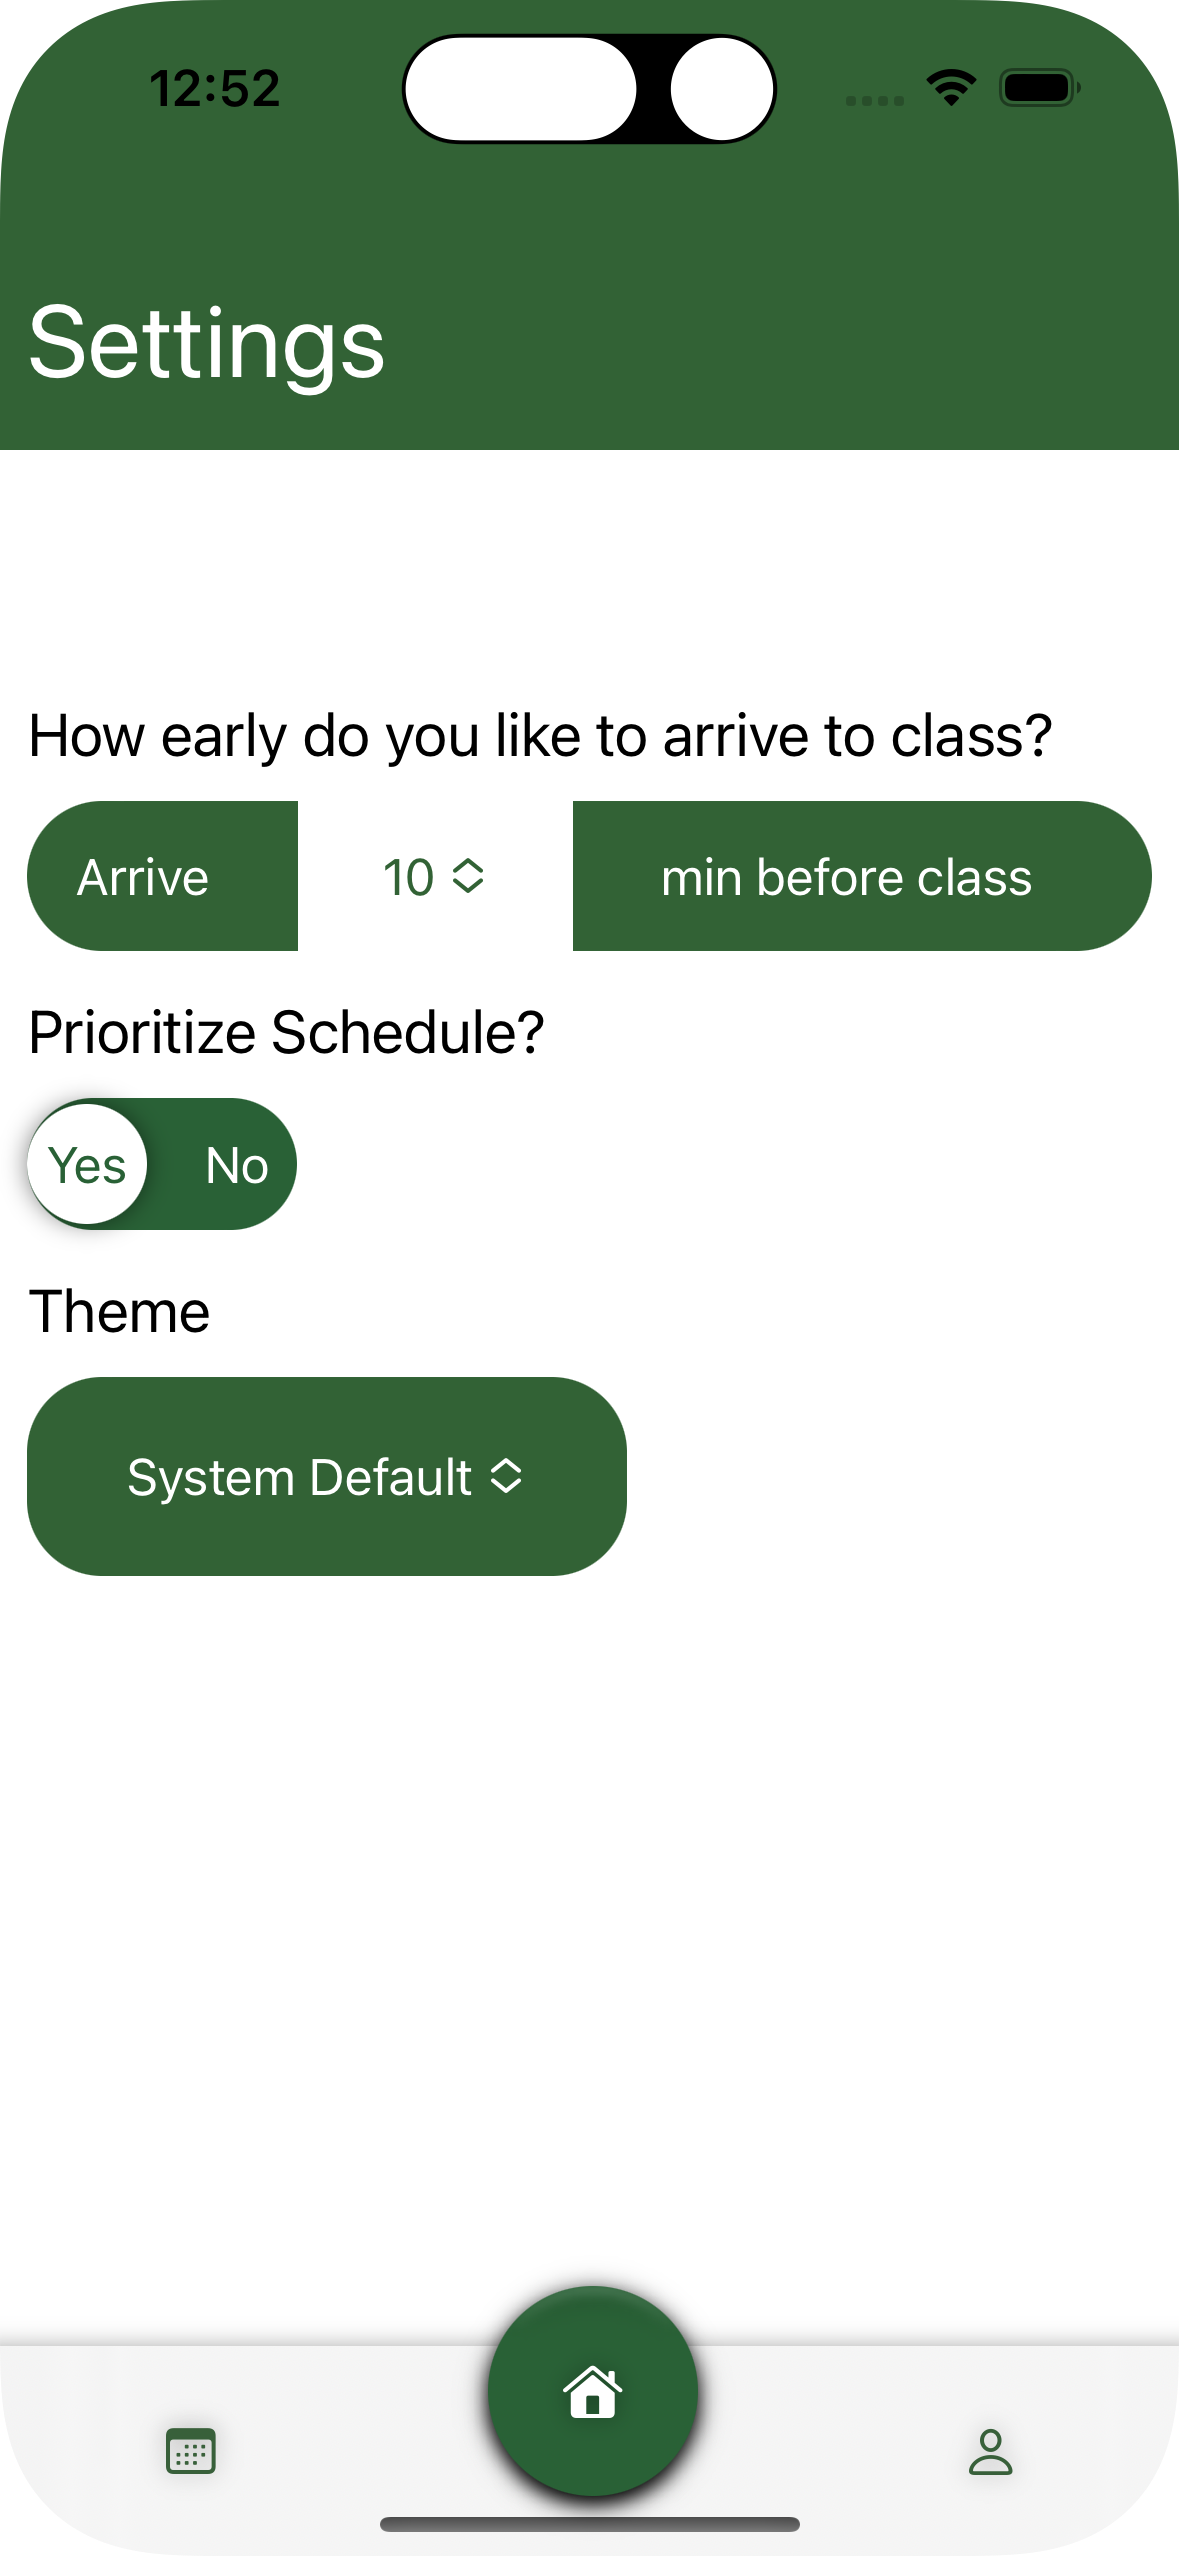 12:52
Settings
How early do you like to arrive to class?
Arrive 10 min before class
Prioritize Schedule?
Yes No
Theme
System Default